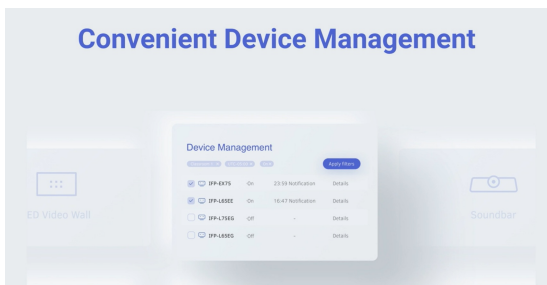 Convenient Device Management
Device Management
Apply filters
IFP-EX75 On 23:59 Notification Details
IFP-L65EE On 16:47 Notification Details
IFP-L75EG Off - Details
IFP-L65EG Off - Details
ED Video Wall
Soundbar